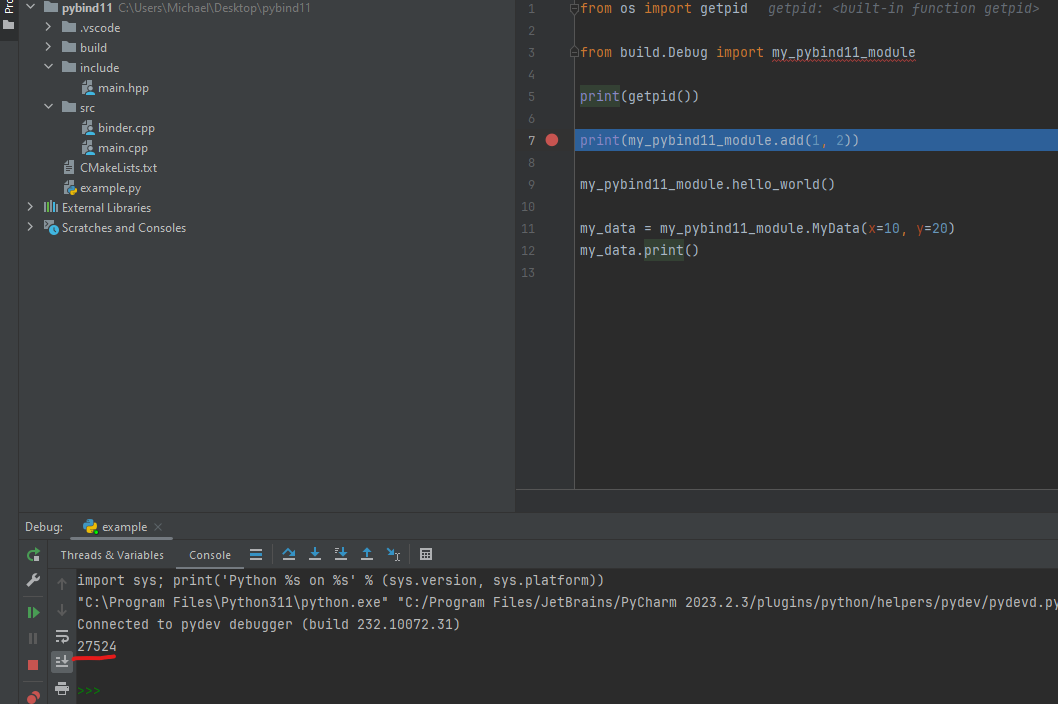 Pro
pybind11 C:\Users\Michael\Desktop\pybind11
.vscode
build
include
main.hpp
src
binder.cpp
main.cpp
CMakeLists.txt
example.py
External Libraries
Scratches and Consoles
1 from os import getpid getpid: <built-in function getpid>
2
3 from build.Debug import my_pybind11_module
4
5 print(getpid())
6
7 print(my_pybind11_module.add(1, 2))
8
9 my_pybind11_module.hello_world()
10
11 my_data = my_pybind11_module.MyData(x=10, y=20)
12 my_data.print()
13
Debug: example
Threads & Variables Console
import sys; print('Python %s on %s' % (sys.version, sys.platform))
"C:\Program Files\Python311\python.exe" "C:/Program Files/JetBrains/PyCharm 2023.2.3/plugins/python/helpers/pydev/pydevd.py
Connected to pydev debugger (build 232.10072.31)
27524
>>>